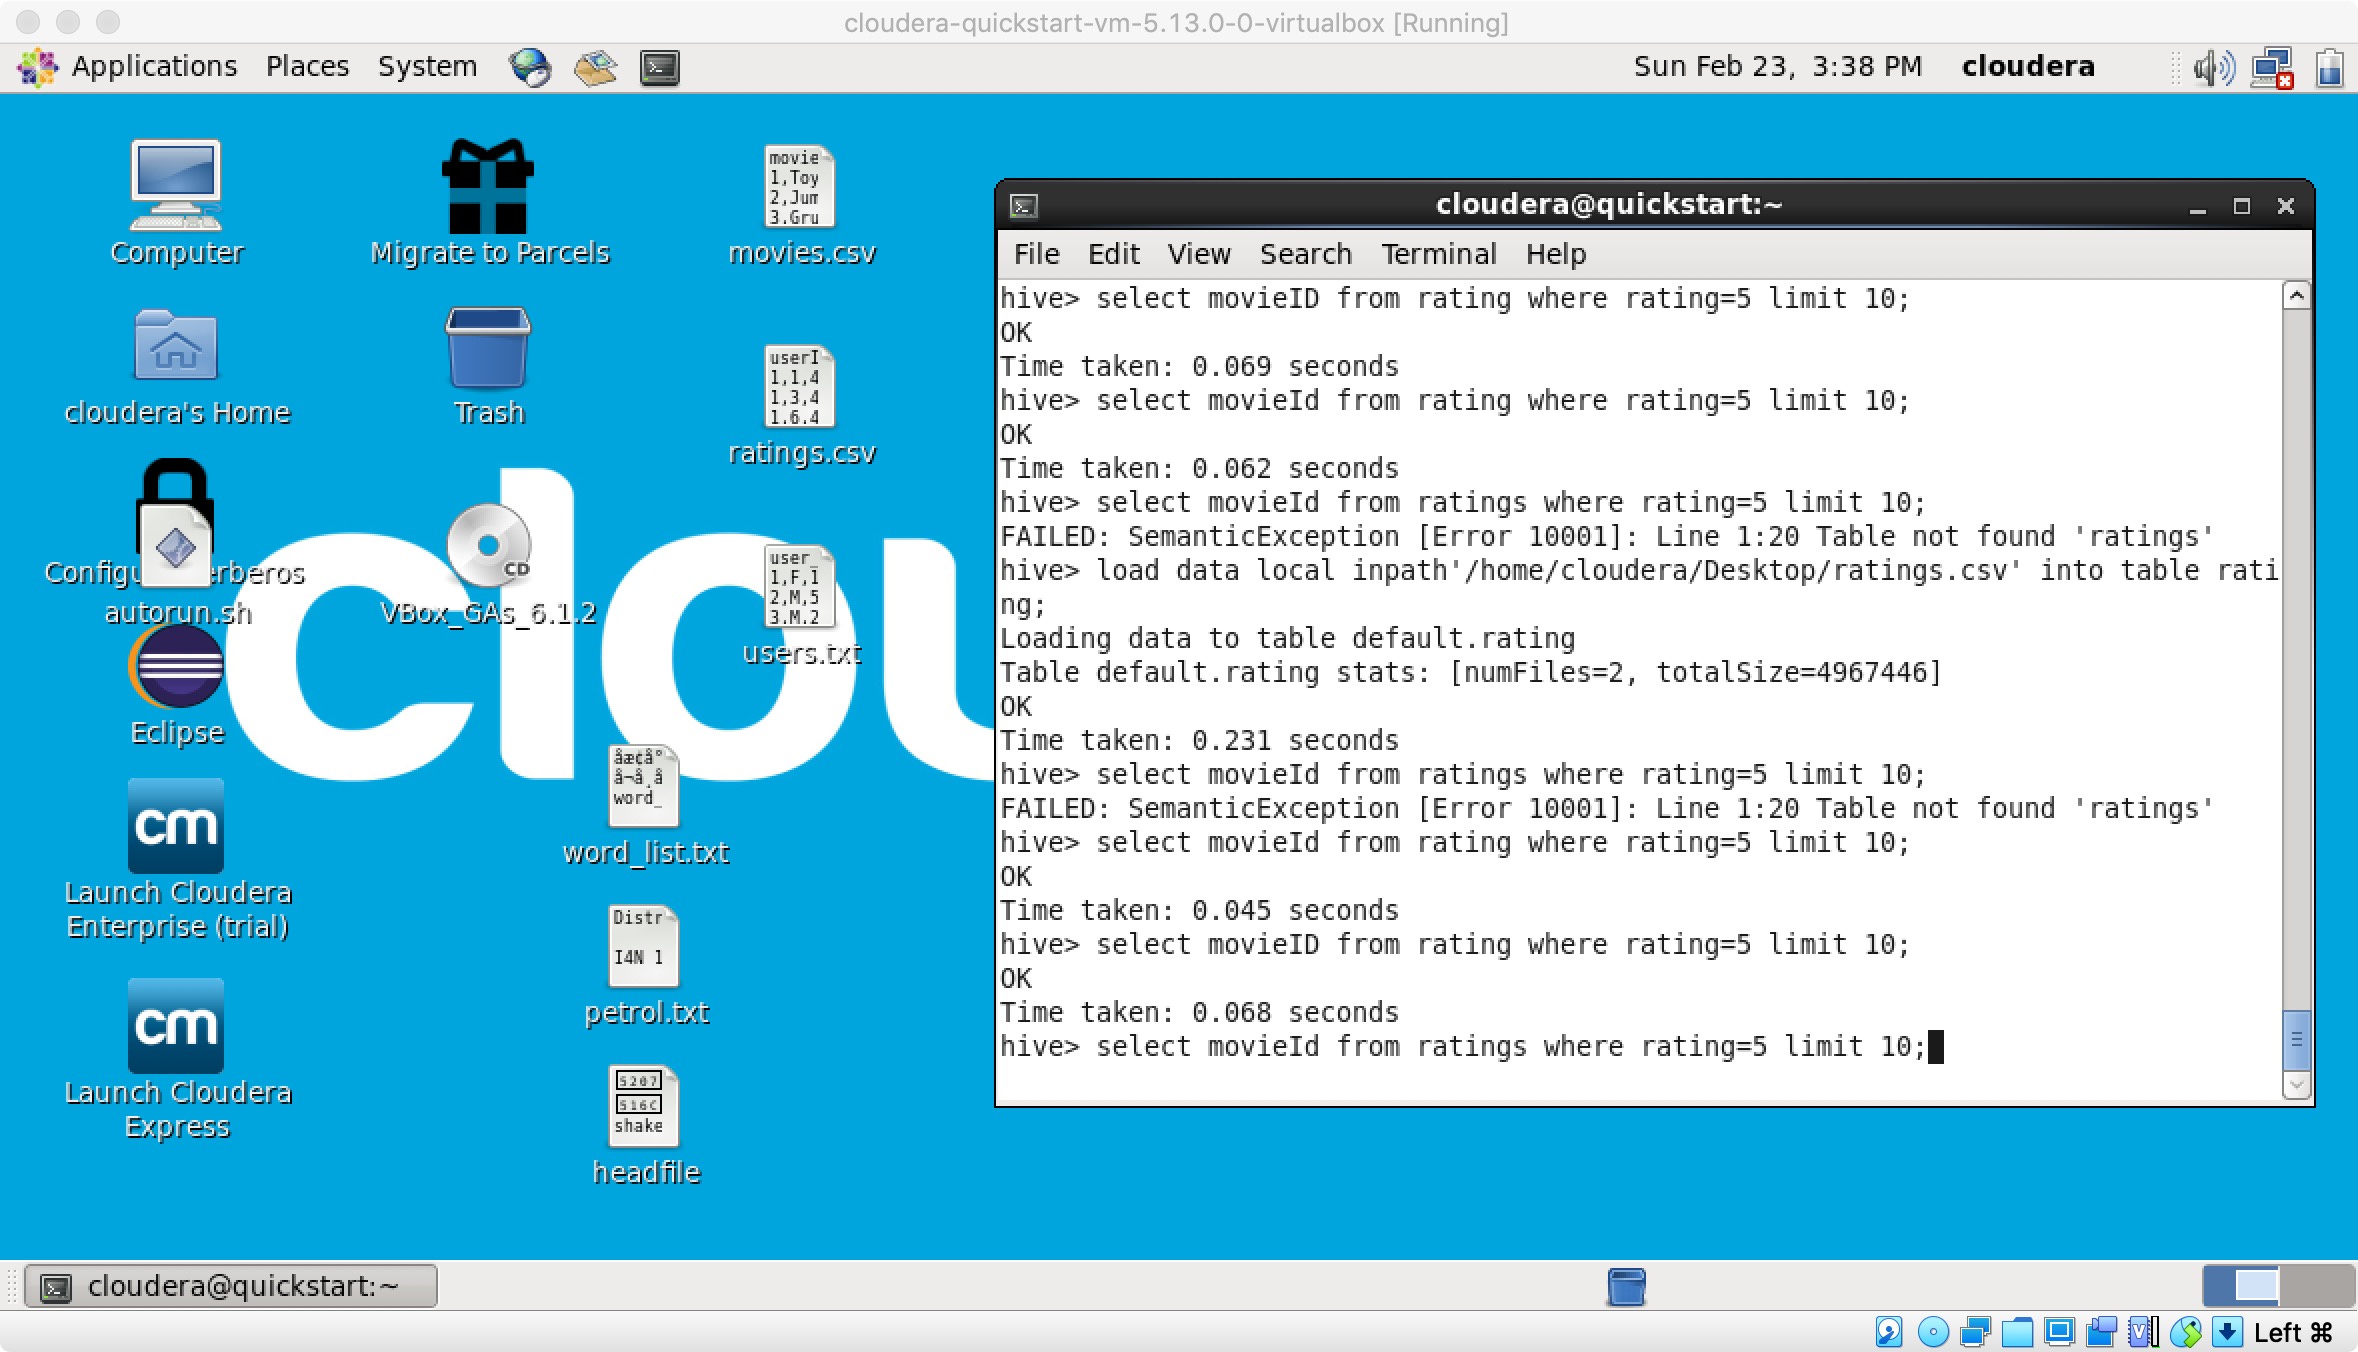 cloudera-quickstart-vm-5.13.0-0-virtualbox [Running]
Applications Places System
Sun Feb 23, 3:38 PM cloudera
Computer
Migrate to Parcels
movie
1,Toy
2,Jum
3.Gru
movies.csv
cloudera's Home
Trash
userI
1,1,4
1,3,4
1.6.4
ratings.csv
autorun.sh
CD
VBox_GAs_6.1.2
user_
1,F,1
2,M,5
3.M.2
users.txt
clou
Eclipse
word_
word_list.txt
cm
Launch Cloudera
Enterprise (trial)
Distr
I4N 1
petrol.txt
cm
Launch Cloudera
Express
5207
516C
shake
headfile
cloudera@quickstart:~
File Edit View Search Terminal Help
hive> select movieID from rating where rating=5 limit 10;
OK
Time taken: 0.069 seconds
hive> select movieId from rating where rating=5 limit 10;
OK
Time taken: 0.062 seconds
hive> select movieId from ratings where rating=5 limit 10;
FAILED: SemanticException [Error 10001]: Line 1:20 Table not found 'ratings'
hive> load data local inpath'/home/cloudera/Desktop/ratings.csv' into table rati
ng;
Loading data to table default.rating
Table default.rating stats: [numFiles=2, totalSize=4967446]
OK
Time taken: 0.231 seconds
hive> select movieId from ratings where rating=5 limit 10;
FAILED: SemanticException [Error 10001]: Line 1:20 Table not found 'ratings'
hive> select movieId from rating where rating=5 limit 10;
OK
Time taken: 0.045 seconds
hive> select movieID from rating where rating=5 limit 10;
OK
Time taken: 0.068 seconds
hive> select movieId from ratings where rating=5 limit 10;
cloudera@quickstart:~
Left ⌘